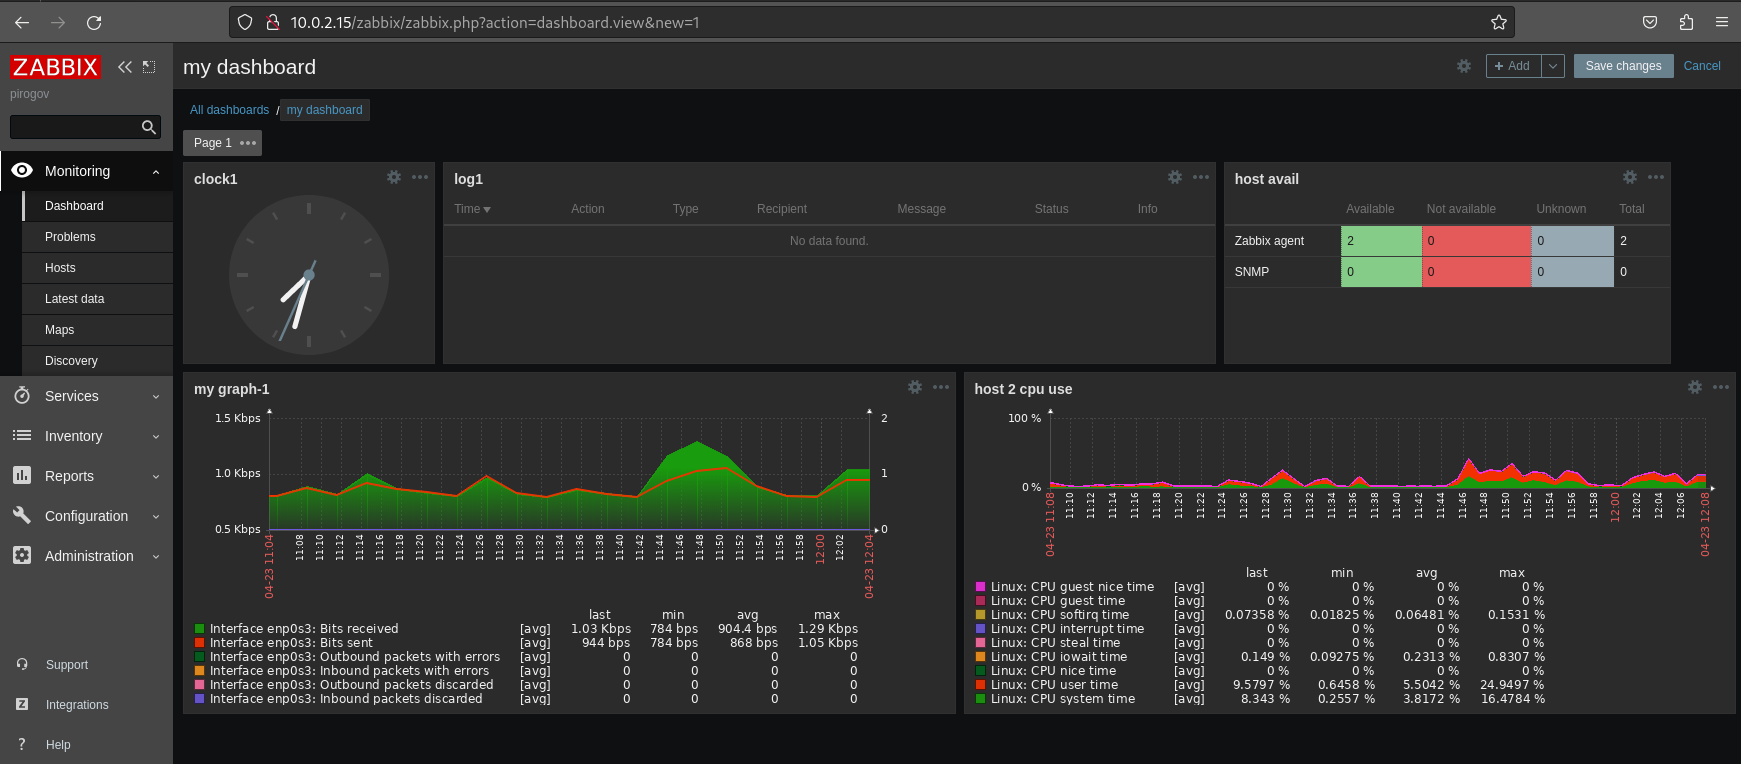 10.0.2.15/zabbix/zabbix.php?action=dashboard.view&new=1
ZABBIX
pirogov
Monitoring
Dashboard
Problems
Hosts
Latest data
Maps
Discovery
Services
Inventory
Reports
Configuration
Administration
Support
Z Integrations
? Help
my dashboard
+ Add
Save changes
Cancel
All dashboards / my dashboard
Page 1
clock1
log1
Time Action Type Recipient Message Status Info
No data found.
host avail
Available Not available Unknown Total
Zabbix agent 2 0 0 2
SNMP 0 0 0 0
my graph-1
1.5 Kbps 2
1.0 Kbps 1
0.5 Kbps 0
04-23 11:04 11:08 11:10 11:12 11:14 11:16 11:18 11:20 11:22 11:24 11:26 11:28 11:30 11:32 11:34 11:36 11:38 11:40 11:42 11:44 11:46 11:48 11:50 11:52 11:54 11:56 11:58 12:00 12:02 04-23 12:04
last min avg max
Interface enp0s3: Bits received [avg] 1.03 Kbps 784 bps 904.4 bps 1.29 Kbps
Interface enp0s3: Bits sent [avg] 944 bps 784 bps 868 bps 1.05 Kbps
Interface enp0s3: Outbound packets with errors [avg] 0 0 0 0
Interface enp0s3: Inbound packets with errors [avg] 0 0 0 0
Interface enp0s3: Outbound packets discarded [avg] 0 0 0 0
Interface enp0s3: Inbound packets discarded [avg] 0 0 0 0
host 2 cpu use
100 %
0 %
04-23 11:08 11:10 11:12 11:14 11:16 11:18 11:20 11:22 11:24 11:26 11:28 11:30 11:32 11:34 11:36 11:38 11:40 11:42 11:44 11:46 11:48 11:50 11:52 11:54 11:56 11:58 12:00 12:02 12:04 12:06 04-23 12:08
last min avg max
Linux: CPU guest nice time [avg] 0 % 0 % 0 % 0 %
Linux: CPU guest time [avg] 0 % 0 % 0 % 0 %
Linux: CPU softirq time [avg] 0.07358 % 0.01825 % 0.06481 % 0.1531 %
Linux: CPU interrupt time [avg] 0 % 0 % 0 % 0 %
Linux: CPU steal time [avg] 0 % 0 % 0 % 0 %
Linux: CPU iowait time [avg] 0.149 % 0.09275 % 0.2313 % 0.8307 %
Linux: CPU nice time [avg] 0 % 0 % 0 % 0 %
Linux: CPU user time [avg] 9.5797 % 0.6458 % 5.5042 % 24.9497 %
Linux: CPU system time [avg] 8.343 % 0.2557 % 3.8172 % 16.4784 %